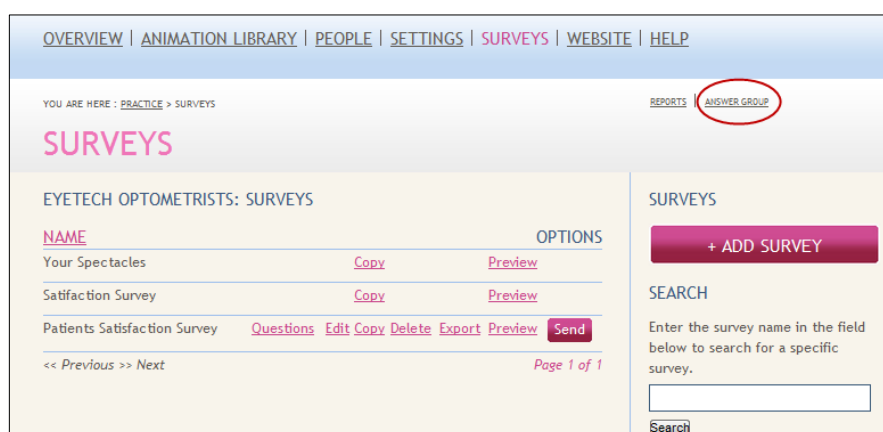 OVERVIEW | ANIMATION LIBRARY | PEOPLE | SETTINGS | SURVEYS | WEBSITE | HELP
YOU ARE HERE : PRACTICE > SURVEYS
REPORTS | ANSWER GROUP
SURVEYS
EYETECH OPTOMETRISTS: SURVEYS
NAME OPTIONS
Your Spectacles Copy Preview
Satifaction Survey Copy Preview
Patients Satisfaction Survey Questions Edit Copy Delete Export Preview Send
<< Previous >> Next Page 1 of 1
SURVEYS
+ ADD SURVEY
SEARCH
Enter the survey name in the field
below to search for a specific
survey.
Search